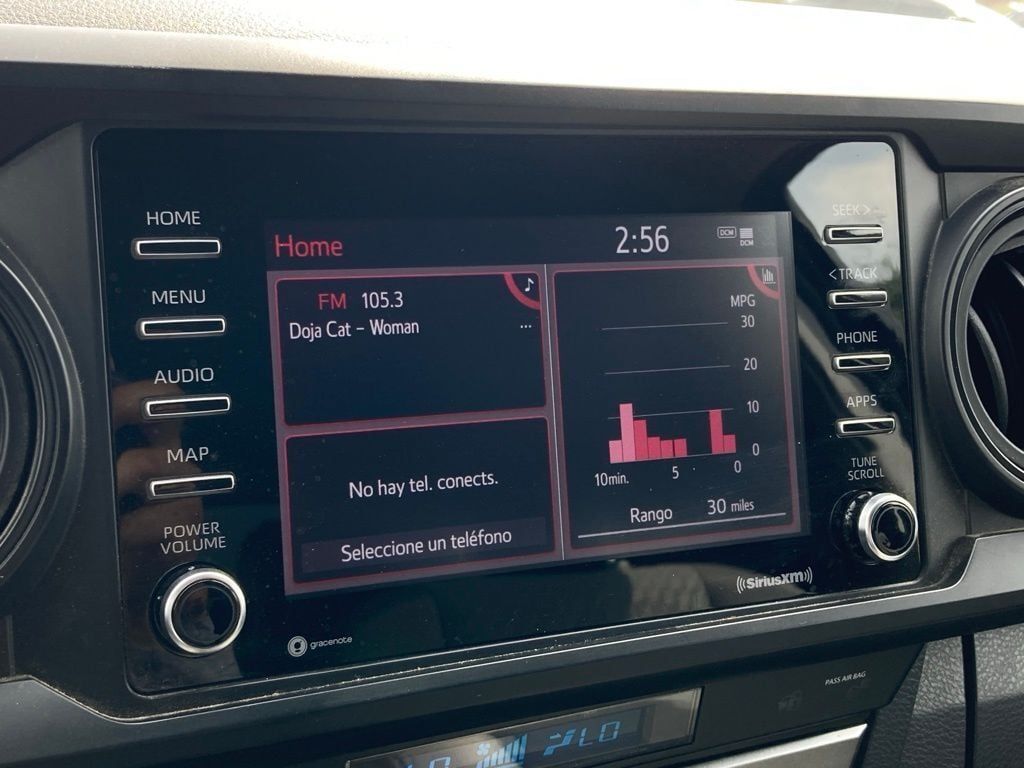 HOME
MENU
AUDIO
MAP
POWER
VOLUME
Home
2:56
DCM
DCM
FM 105.3
Doja Cat - Woman
...
No hay tel. conects.
Seleccione un teléfono
MPG
30
20
10
0
10min.
5
0
Rango 30 miles
SEEK >
< TRACK
PHONE
APPS
TUNE
SCROLL
gracenote
((SiriusXM))
PASS AIR BAG
LO